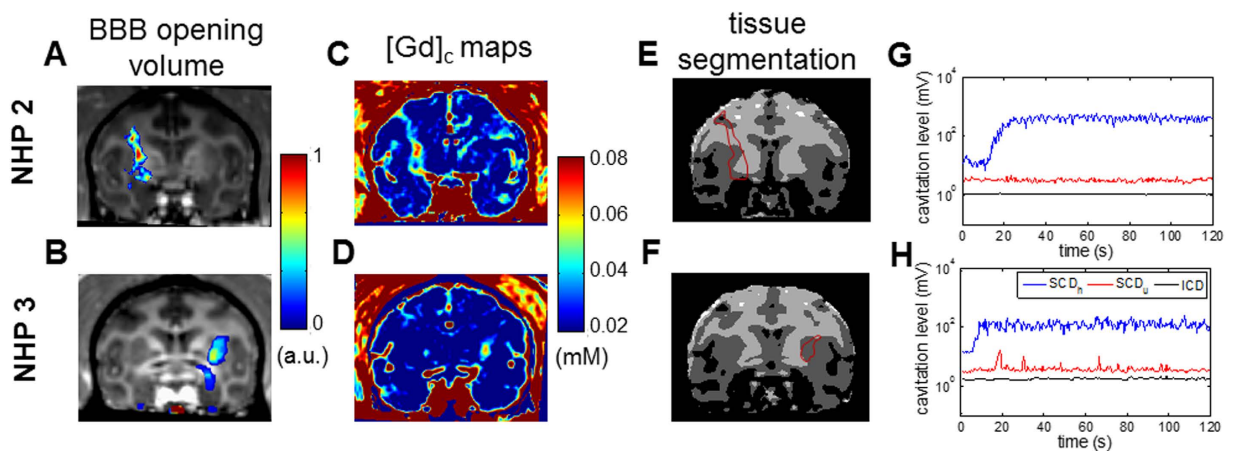 BBB opening
volume
[Gd]c maps
tissue
segmentation
A
C
E
G
NHP 2
1
0
(a.u.)
0.08
0.06
0.04
0.02
(mM)
cavitation level (mV)
10^4
10^2
10^0
0 20 40 60 80 100 120
time (s)
B
D
F
H
NHP 3
cavitation level (mV)
10^4
10^2
10^0
SCDh SCDu ICD
0 20 40 60 80 100 120
time (s)